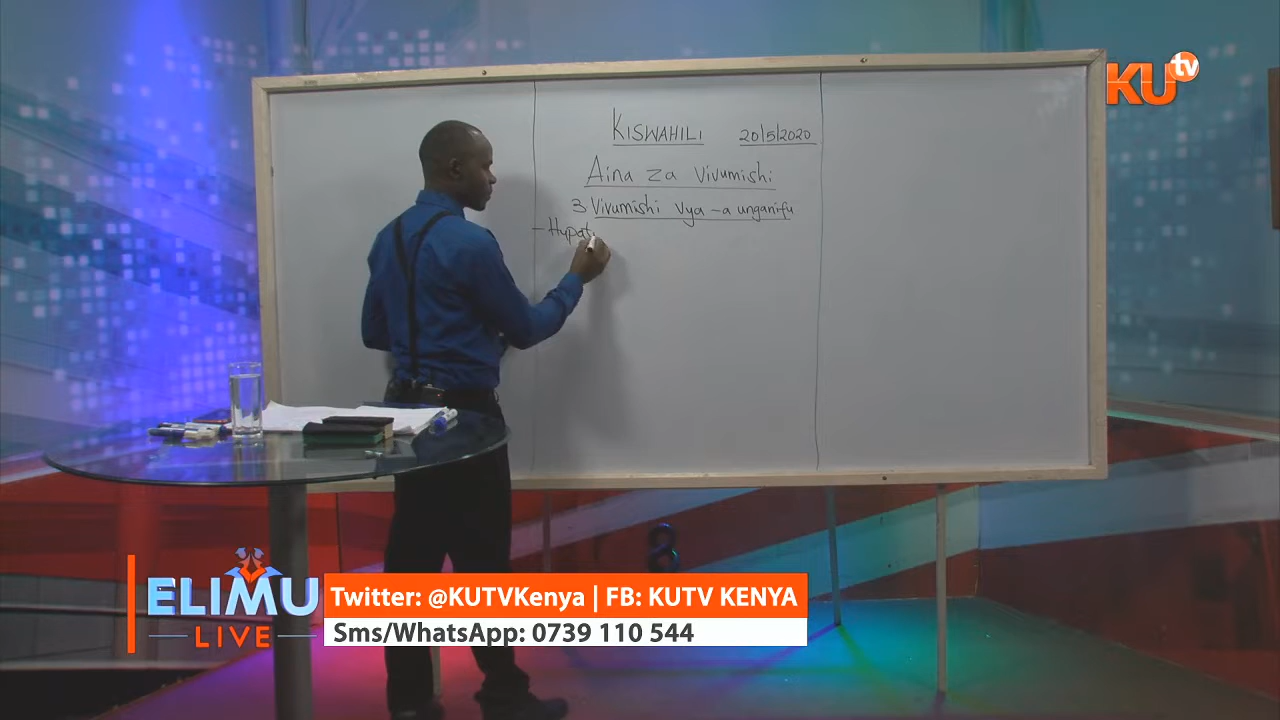 KU tv
KISWAHILI 20/5/2020
Aina za Vivumishi
3 Vivumishi vya -a unganifu
- Hupat
ELIMU
LIVE
Twitter: @KUTVKenya | FB: KUTV KENYA
Sms/WhatsApp: 0739 110 544